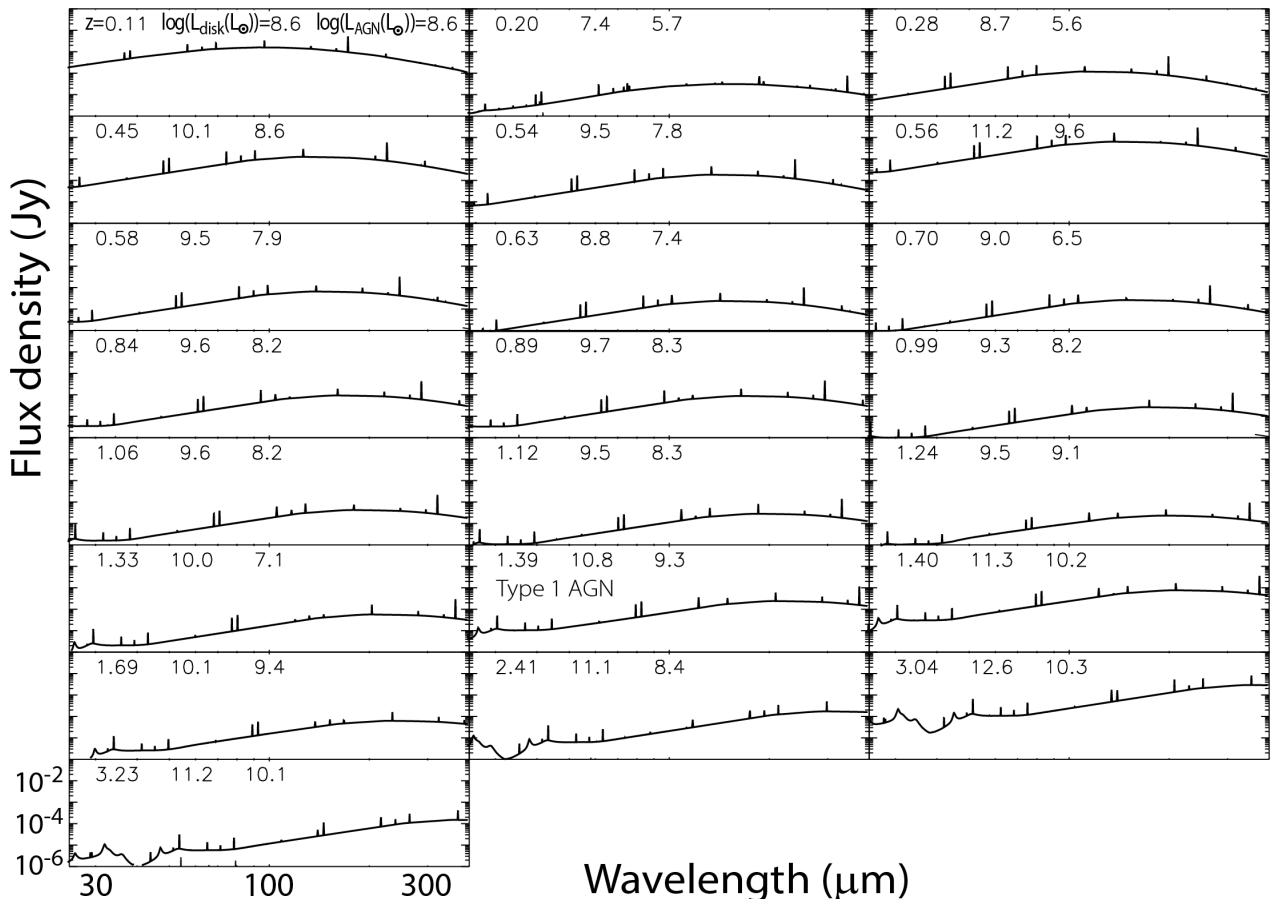 z=0.11 log(L_disk(L_⊙))=8.6 log(L_AGN(L_⊙))=8.6
0.20 7.4 5.7
0.28 8.7 5.6
0.45 10.1 8.6
0.54 9.5 7.8
0.56 11.2 9.6
0.58 9.5 7.9
0.63 8.8 7.4
0.70 9.0 6.5
0.84 9.6 8.2
0.89 9.7 8.3
0.99 9.3 8.2
1.06 9.6 8.2
1.12 9.5 8.3
1.24 9.5 9.1
1.33 10.0 7.1
1.39 10.8 9.3
Type 1 AGN
1.40 11.3 10.2
1.69 10.1 9.4
2.41 11.1 8.4
3.04 12.6 10.3
3.23 11.2 10.1
Flux density (Jy)
10^-2
10^-4
10^-6
30 100 300
Wavelength (μm)